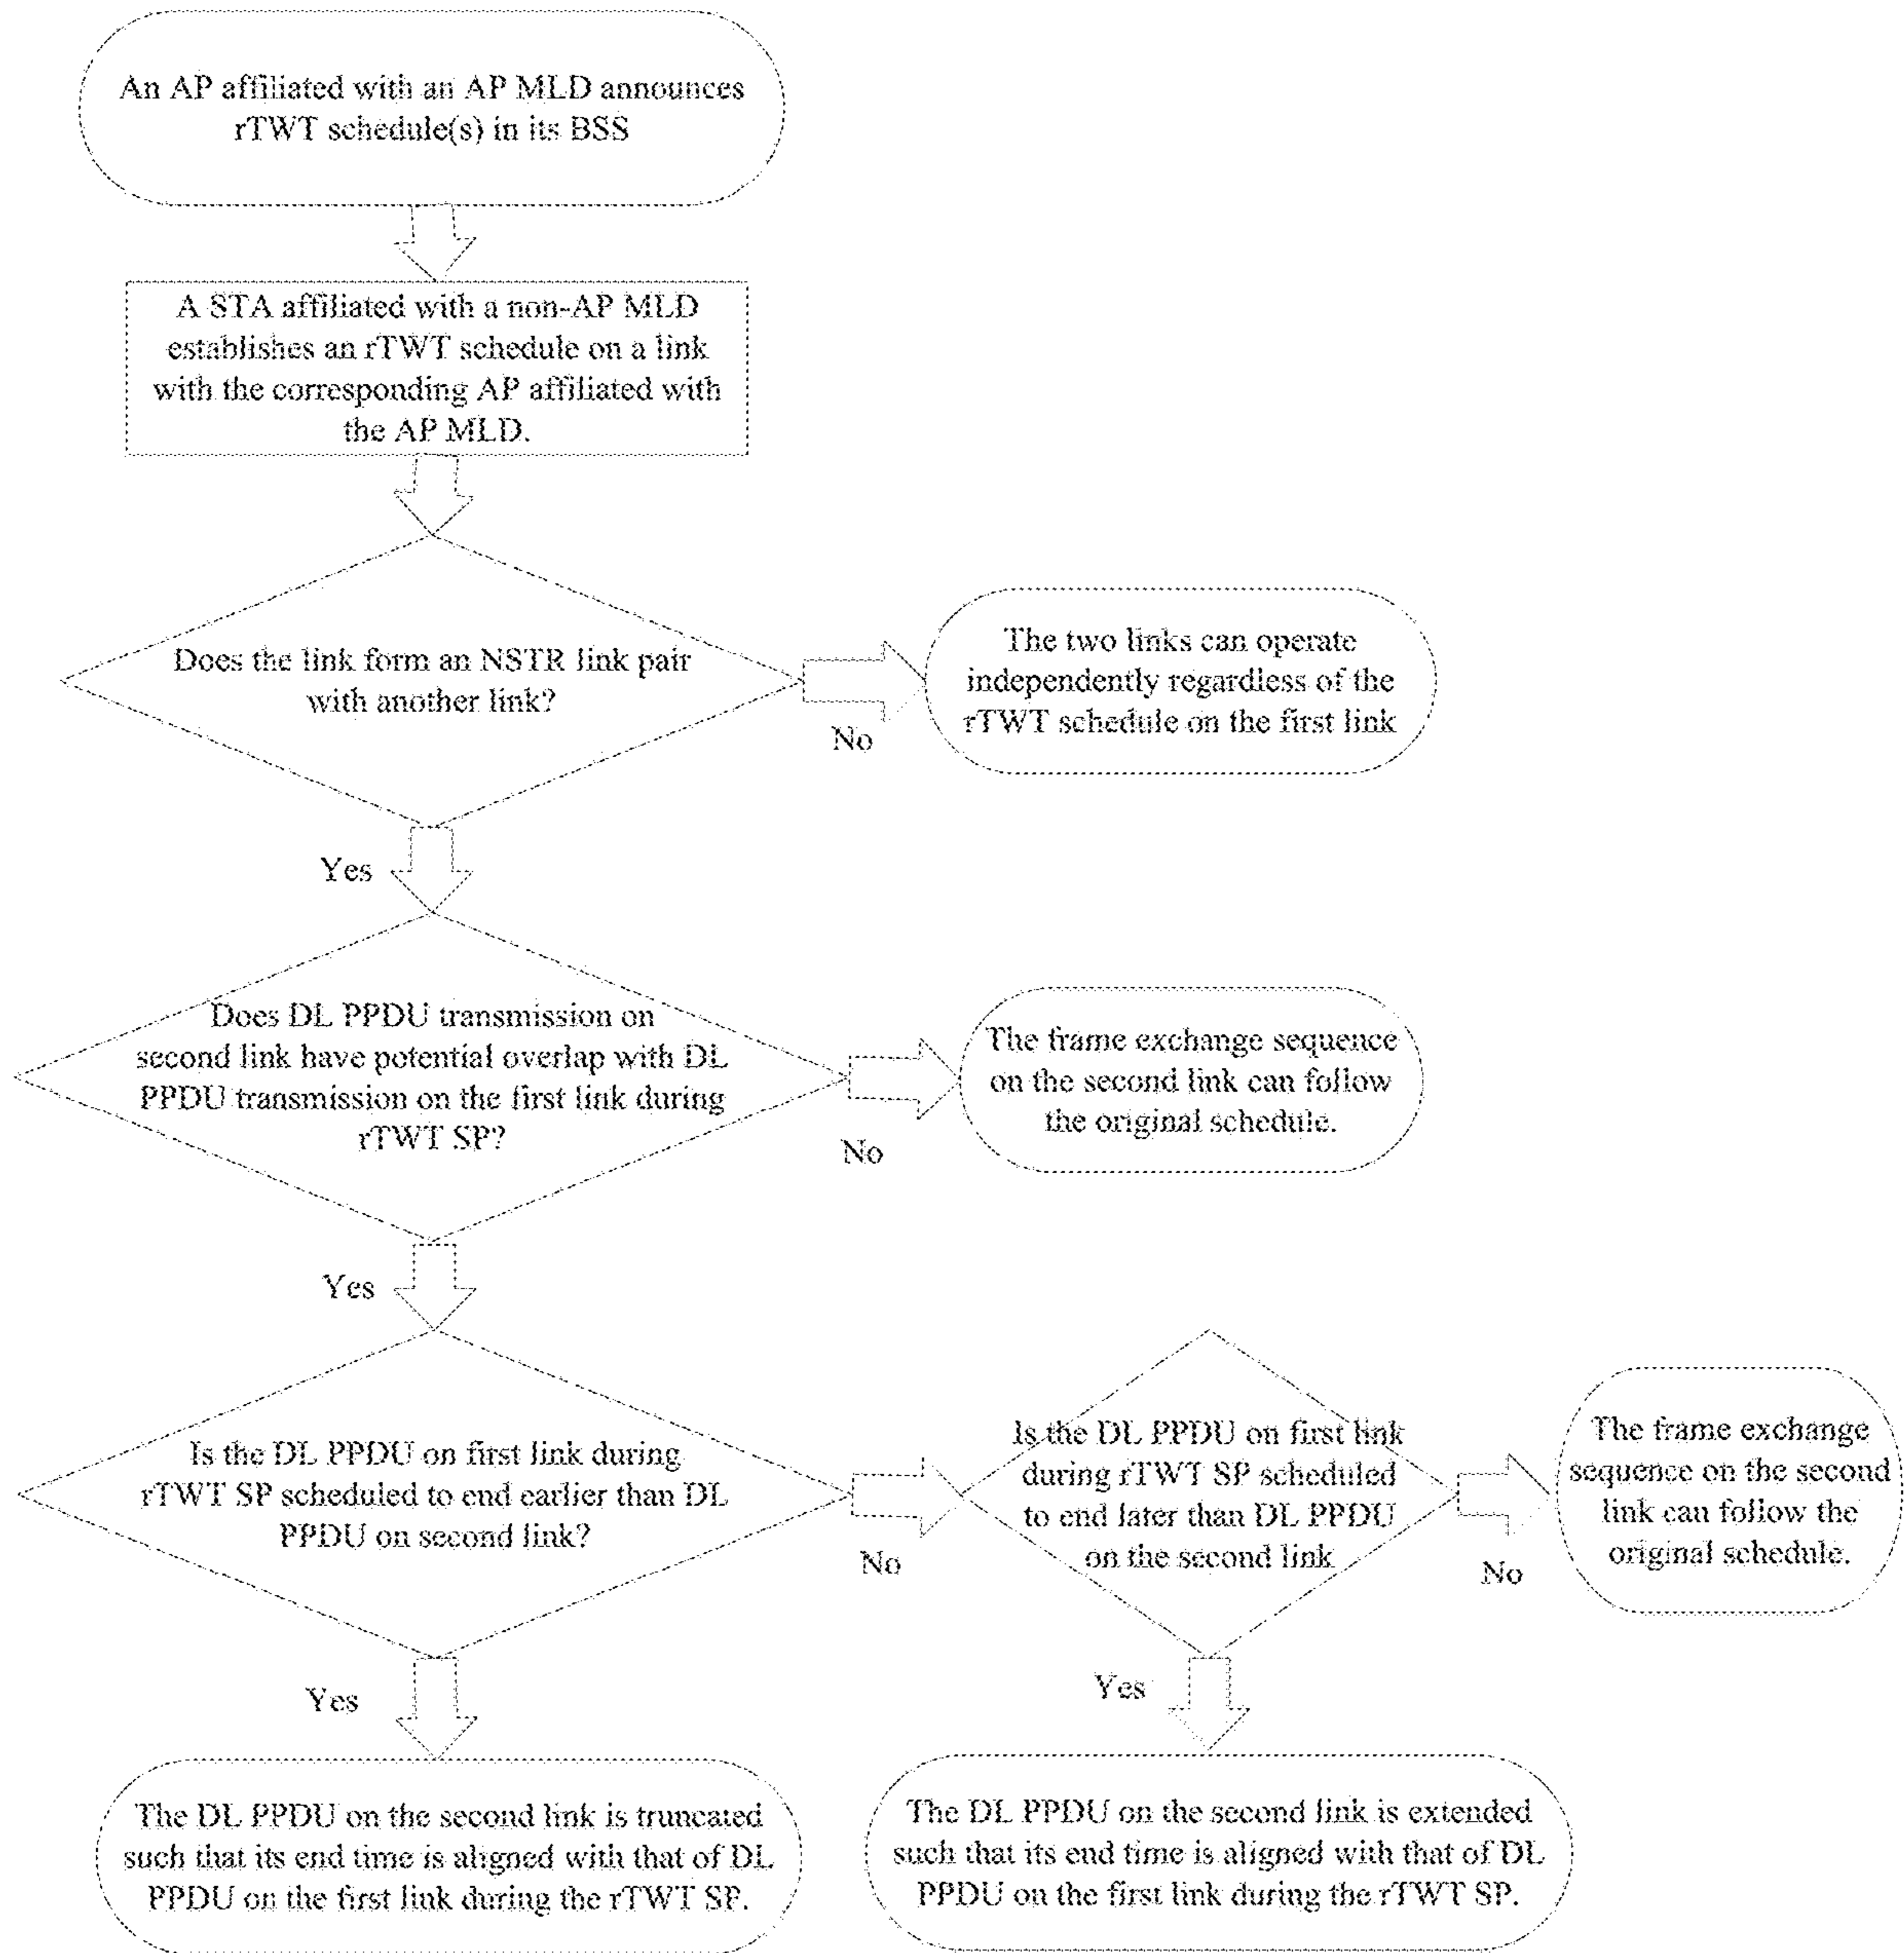 An AP affiliated with an AP MLD announces
rTWT schedule(s) in its BSS
A STA affiliated with a non-AP MLD
establishes an rTWT schedule on a link
with the corresponding AP affiliated with
the AP MLD.
Does the link form an NSTR link pair
with another link?
No
The two links can operate
independently regardless of the
rTWT schedule on the first link
Yes
Does DL PPDU transmission on
second link have potential overlap with DL
PPDU transmission on the first link during
rTWT SP?
No
The frame exchange sequence
on the second link can follow
the original schedule.
Yes
Is the DL PPDU on first link during
rTWT SP scheduled to end earlier than DL
PPDU on second link?
No
Is the DL PPDU on first link
during rTWT SP scheduled
to end later than DL PPDU
on the second link
No
The frame exchange
sequence on the second
link can follow the
original schedule.
Yes
The DL PPDU on the second link is truncated
such that its end time is aligned with that of DL
PPDU on the first link during the rTWT SP.
Yes
The DL PPDU on the second link is extended
such that its end time is aligned with that of DL
PPDU on the first link during the rTWT SP.